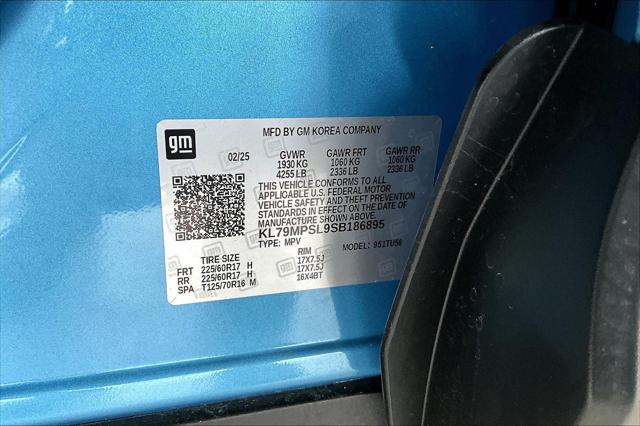 gm
MFD BY GM KOREA COMPANY
02/25 GVWR GAWR FRT GAWR RR
1930 KG 1060 KG 1060 KG
4255 LB 2336 LB 2336 LB
THIS VEHICLE CONFORMS TO ALL
APPLICABLE U.S. FEDERAL MOTOR
VEHICLE SAFETY AND THEFT PREVENTION
STANDARDS IN EFFECT ON THE DATE OF
MANUFACTURE SHOWN ABOVE.
KL79MPSL9SB186895
TYPE: MPV MODEL: 951TU56
TIRE SIZE RIM
FRT 225/60R17 H 17X7.5J
RR 225/60R17 H 17X7.5J
SPA T125/70R16 M 16X4BT